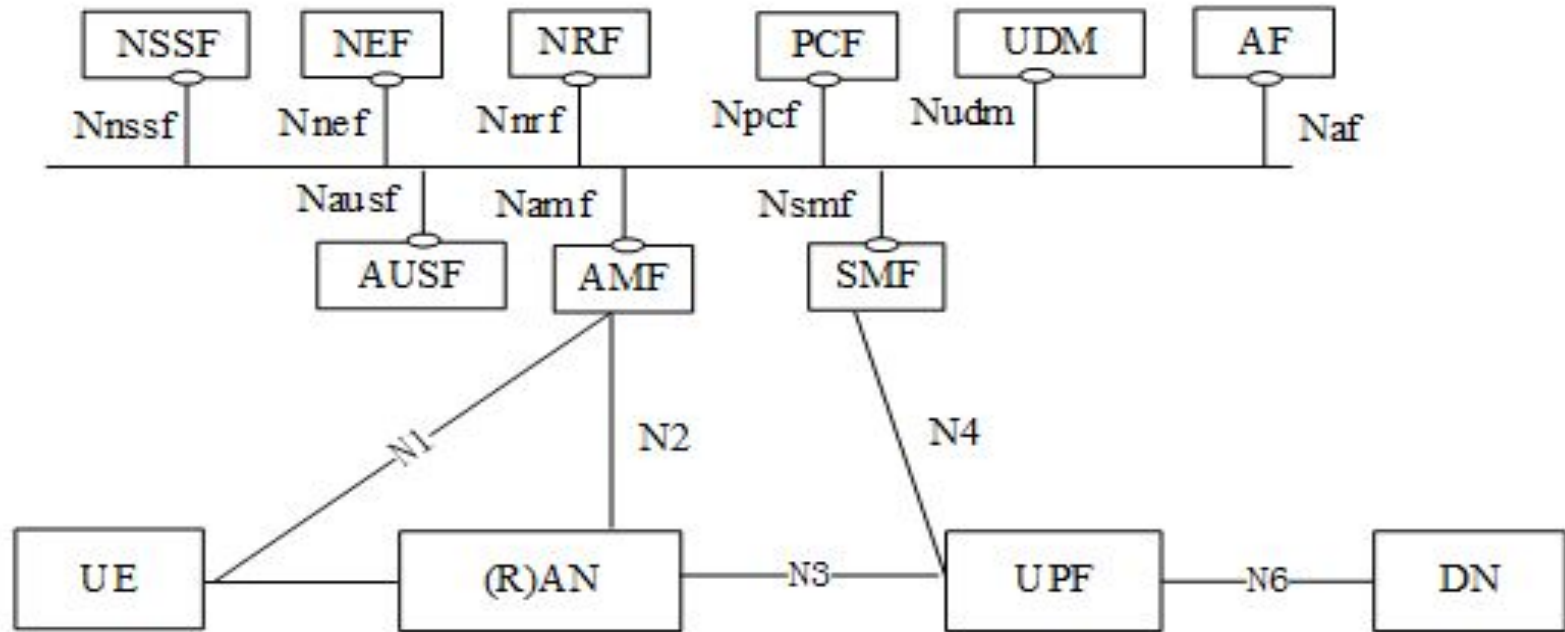 NSSF NEF NRF PCF UDM AF
Nnssf Nnef Nnrf Npcf Nudm Naf
Nausf Namf Nsmf
AUSF AMF SMF
N1 N2 N4
UE (R)AN N3 UPF N6 DN